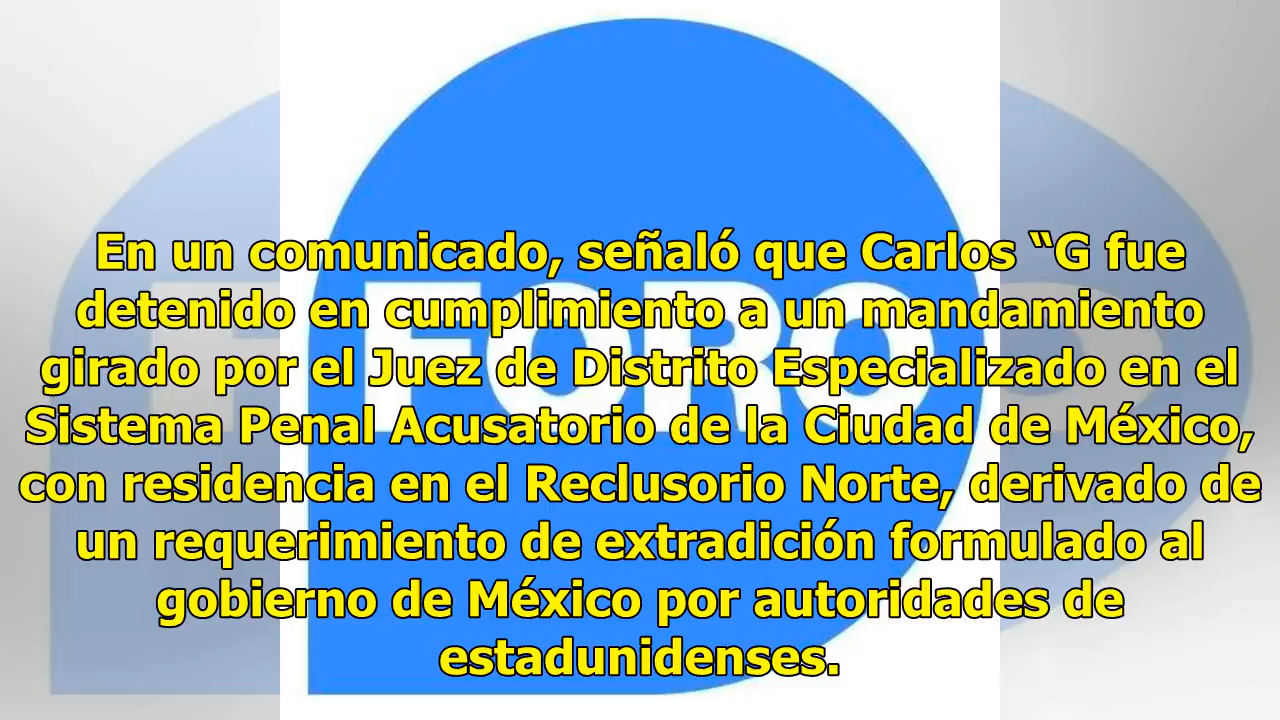 En un comunicado, señaló que Carlos “G fue
detenido en cumplimiento a un mandamiento
girado por el Juez de Distrito Especializado en el
Sistema Penal Acusatorio de la Ciudad de México,
con residencia en el Reclusorio Norte, derivado de
un requerimiento de extradición formulado al
gobierno de México por autoridades de
estadunidenses.
FORO